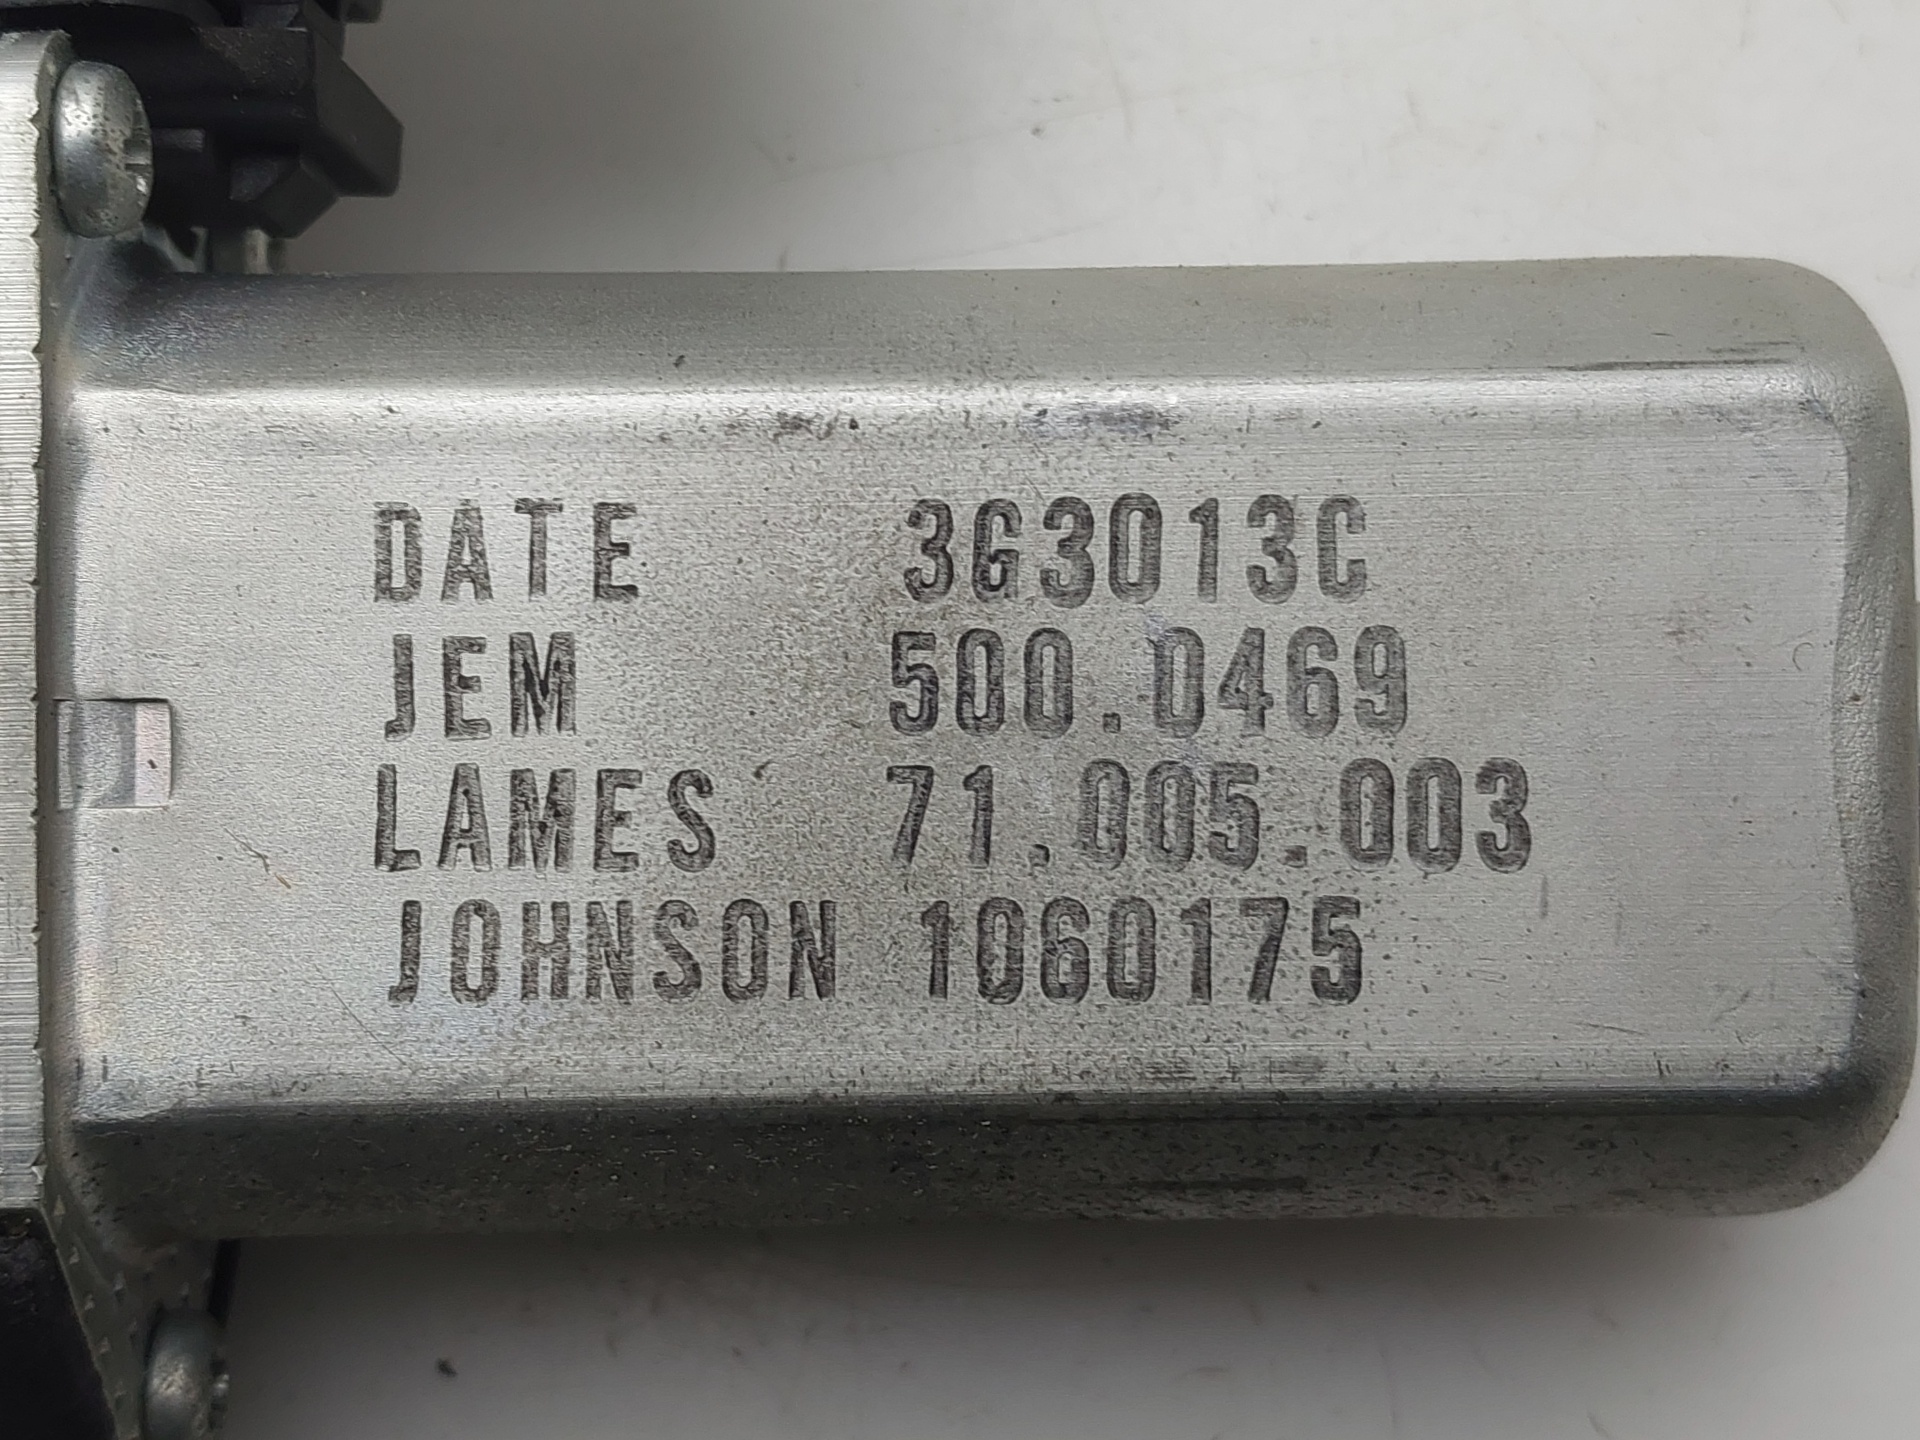 DATE 3G3013C
JEM 500.0469
LAMES 71.005.003
JOHNSON 1060175